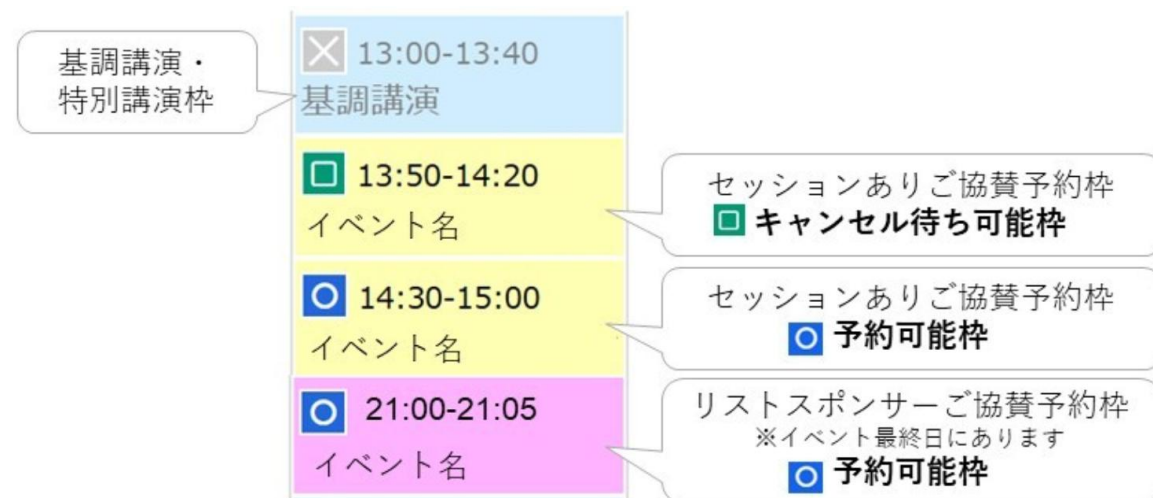 基調講演・
特別講演枠
13:00-13:40
基調講演
13:50-14:20
イベント名
セッションありご協賛予約枠
キャンセル待ち可能枠
14:30-15:00
イベント名
セッションありご協賛予約枠
予約可能枠
21:00-21:05
イベント名
リストスポンサーご協賛予約枠
※イベント最終日にあります
予約可能枠